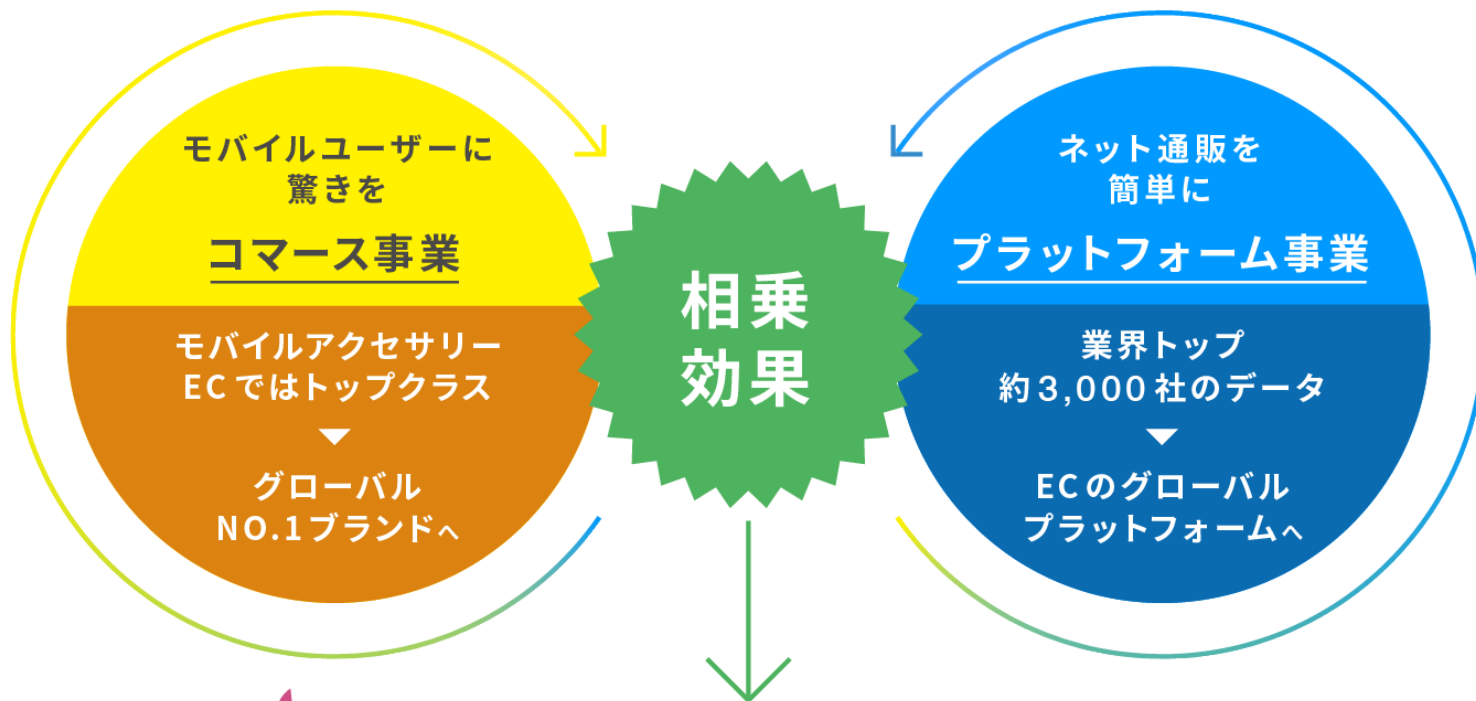 モバイルユーザーに
驚きを
コマース事業
モバイルアクセサリー
ECではトップクラス
グローバル
NO.1ブランドへ
相乗
効果
ネット通販を
簡単に
プラットフォーム事業
業界トップ
約3,000社のデータ
ECのグローバル
プラットフォームへ